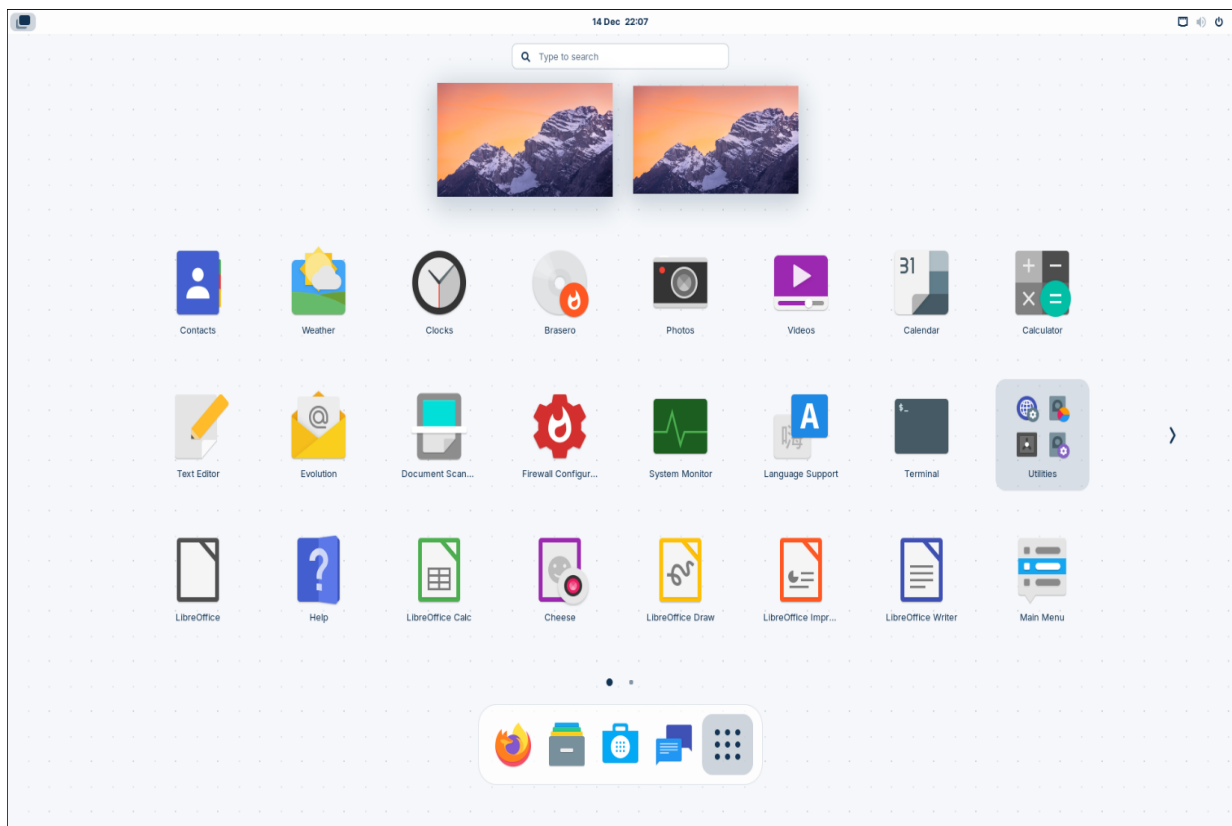 14 Dec 22:07
Type to search
31
Contacts
Weather
Clocks
Brasero
Photos
Videos
Calendar
Calculator
@
嗨
A
$_
Text Editor
Evolution
Document Scan...
Firewall Configur...
System Monitor
Language Support
Terminal
Utilities
?
LibreOffice
Help
LibreOffice Calc
Cheese
LibreOffice Draw
LibreOffice Impr...
LibreOffice Writer
Main Menu